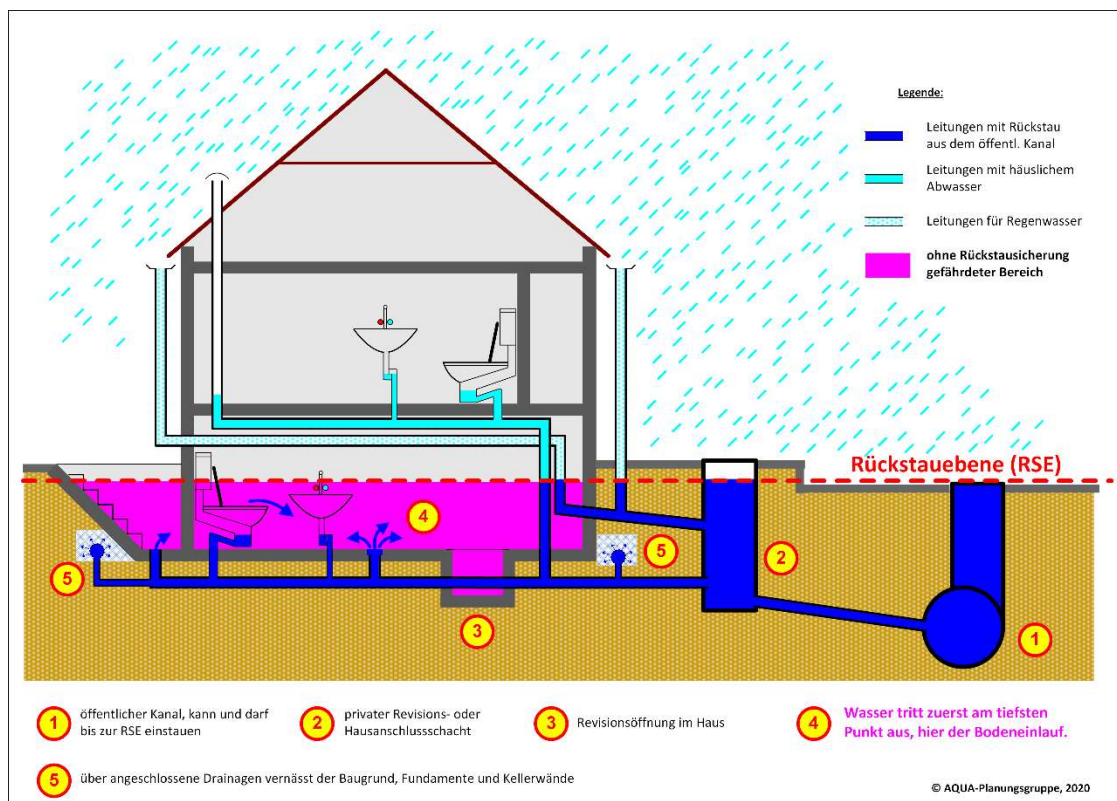 Legende:
Leitungen mit Rückstau
aus dem öffentl. Kanal
Leitungen mit häuslichem
Abwasser
Leitungen für Regenwasser
ohne Rückstausicherung
gefährdeter Bereich
Rückstauebene (RSE)
4
5
5
2
3
1
1 öffentlicher Kanal, kann und darf
bis zur RSE einstauen
2 privater Revisions- oder
Hausanschlussschacht
3 Revisionsöffnung im Haus
4 Wasser tritt zuerst am tiefsten
Punkt aus, hier der Bodeneinlauf.
5 über angeschlossene Drainagen vernässt der Baugrund, Fundamente und Kellerwände
© AQUA-Planungsgruppe, 2020